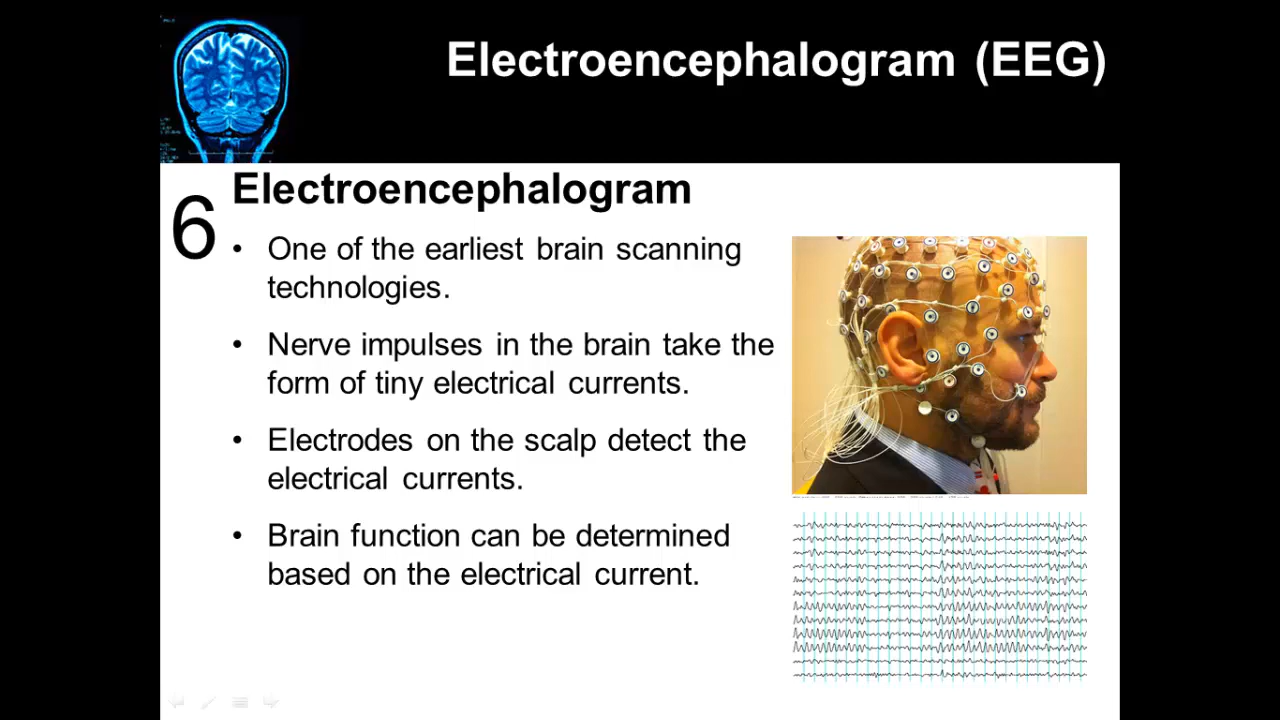 Electroencephalogram (EEG)
6
Electroencephalogram
• One of the earliest brain scanning
technologies.
• Nerve impulses in the brain take the
form of tiny electrical currents.
• Electrodes on the scalp detect the
electrical currents.
• Brain function can be determined
based on the electrical current.